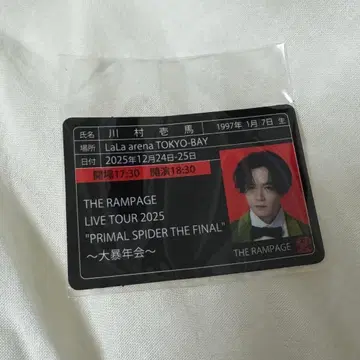 氏名 川村壱馬 1997年 1月 7日 生
場所 LaLa arena TOKYO-BAY
日付 2025年12月24日-25日
開場17:30 開演18:30
THE RAMPAGE
LIVE TOUR 2025
"PRIMAL SPIDER THE FINAL"
～大暴年会～
THE RAMPAGE